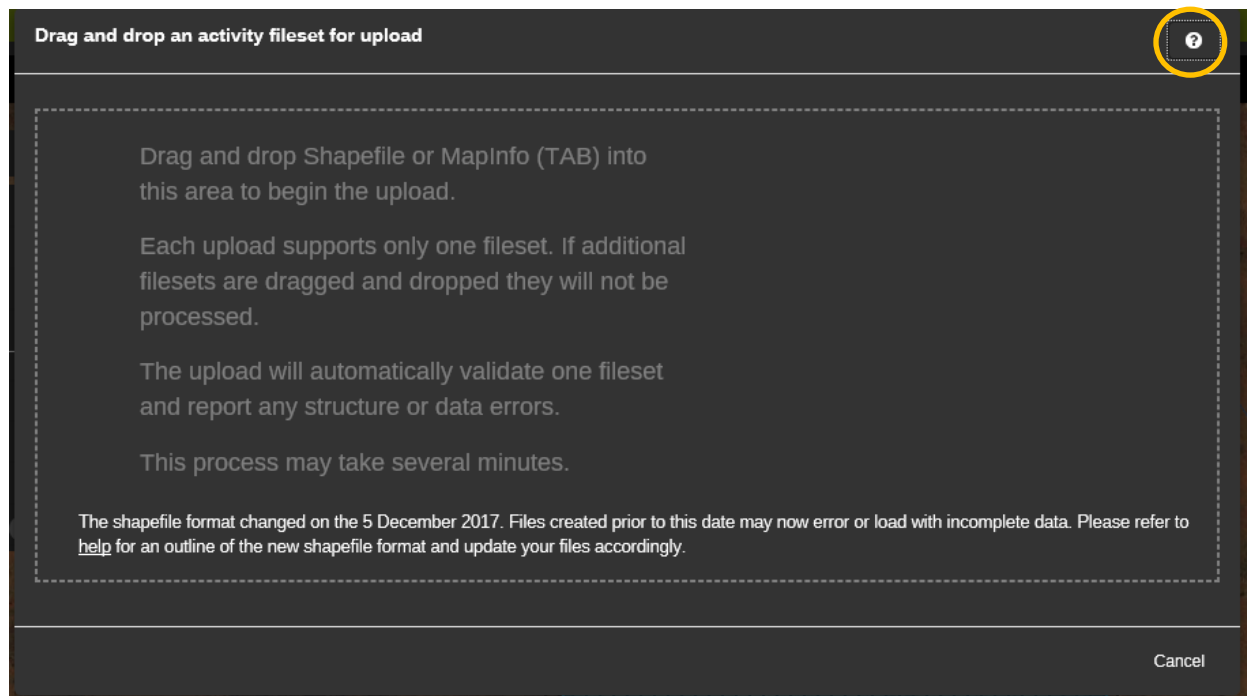 Drag and drop an activity fileset for upload
?
Drag and drop Shapefile or MapInfo (TAB) into
this area to begin the upload.
Each upload supports only one fileset. If additional
filesets are dragged and dropped they will not be
processed.
The upload will automatically validate one fileset
and report any structure or data errors.
This process may take several minutes.
The shapefile format changed on the 5 December 2017. Files created prior to this date may now error or load with incomplete data. Please refer to
help for an outline of the new shapefile format and update your files accordingly.
Cancel